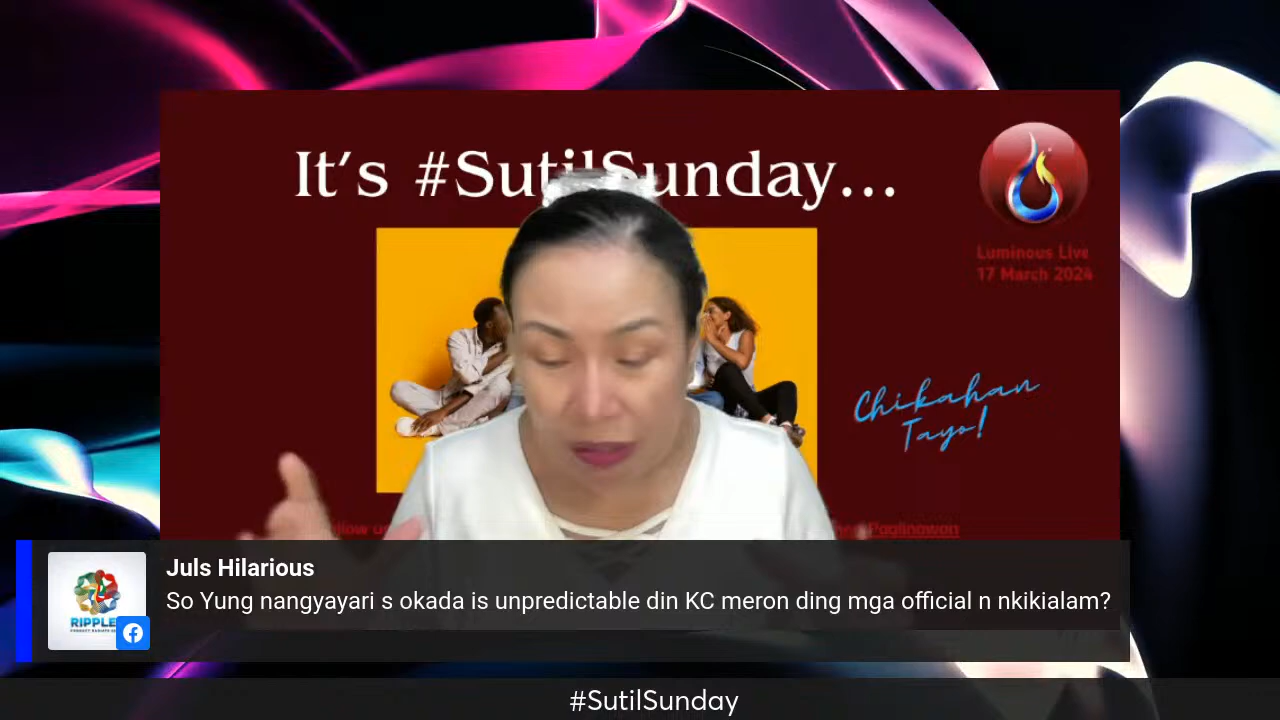 It's #SutilSunday...
Luminous Live
17 March 2024
Chikahan
Tayo!
Paglinawan
Juls Hilarious
So Yung nangyayari s okada is unpredictable din KC meron ding mga official n nkikialam?
RIPPLE
#SutilSunday